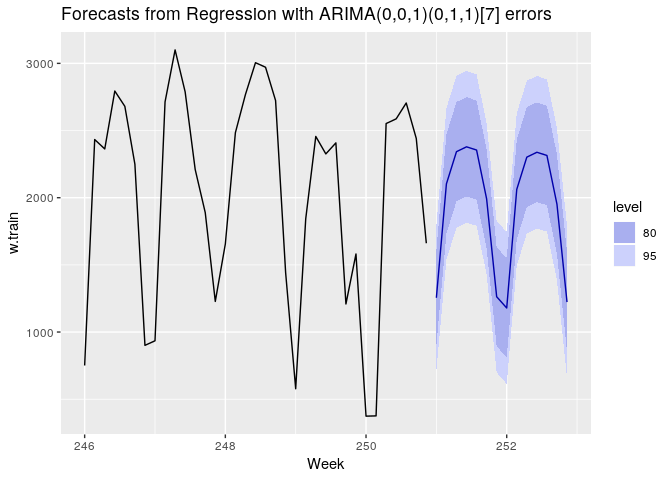 Forecasts from Regression with ARIMA(0,0,1)(0,1,1)[7] errors
3000
2000
1000
w.train
246
248
250
252
Week
level
80
95